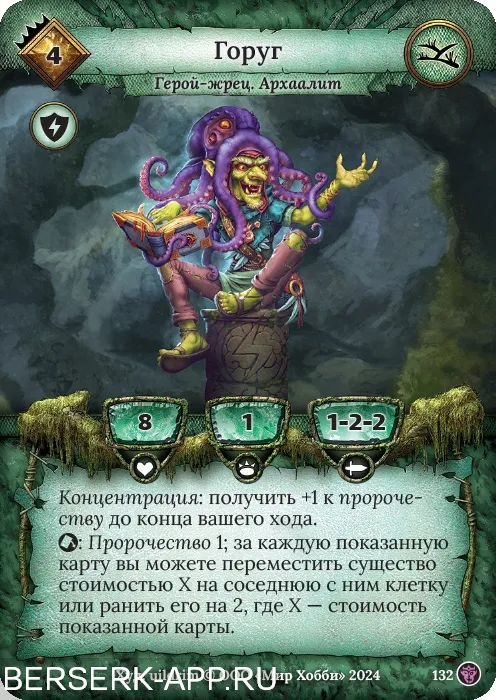 4
Горуг
Герой-жрец. Архаалит
8
1
1-2-2
Концентрация: получить +1 к пророче-
ству до конца вашего хода.
: Пророчество 1; за каждую показанную
карту вы можете переместить существо
стоимостью X на соседнюю с ним клетку
или ранить его на 2, где X — стоимость
показанной карты.
© ООО «Мир Хобби» 2024
132
BERSERK-APP.RU